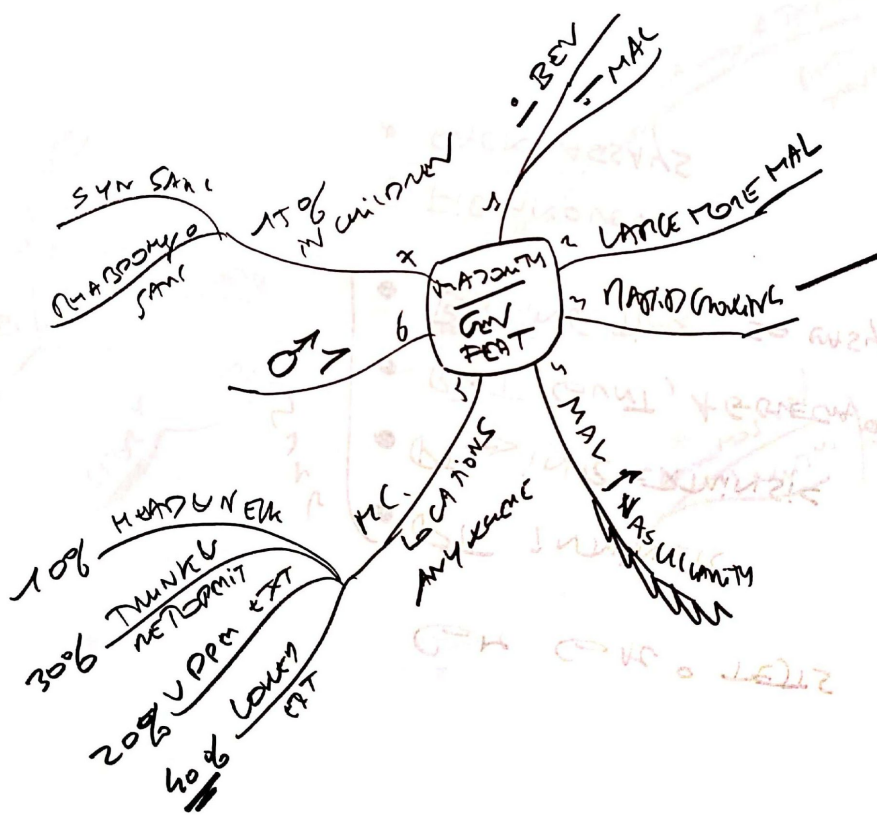 GEN
FEAT
1
÷ BEN
÷ MAL
2 LARGE MORE MAL
3 RAPID GROWING
4 MAL ↑ VASCULARITY
5
M.C.
LOCATIONS
10% HEAD & NECK
30% TRUNK &
RETROPERIT
20% UPPER EXT
40% LOWER
EXT
6 ♂ >
7
15%
IN CHILDREN
SYN SARC
RHABDOMYO
SARC